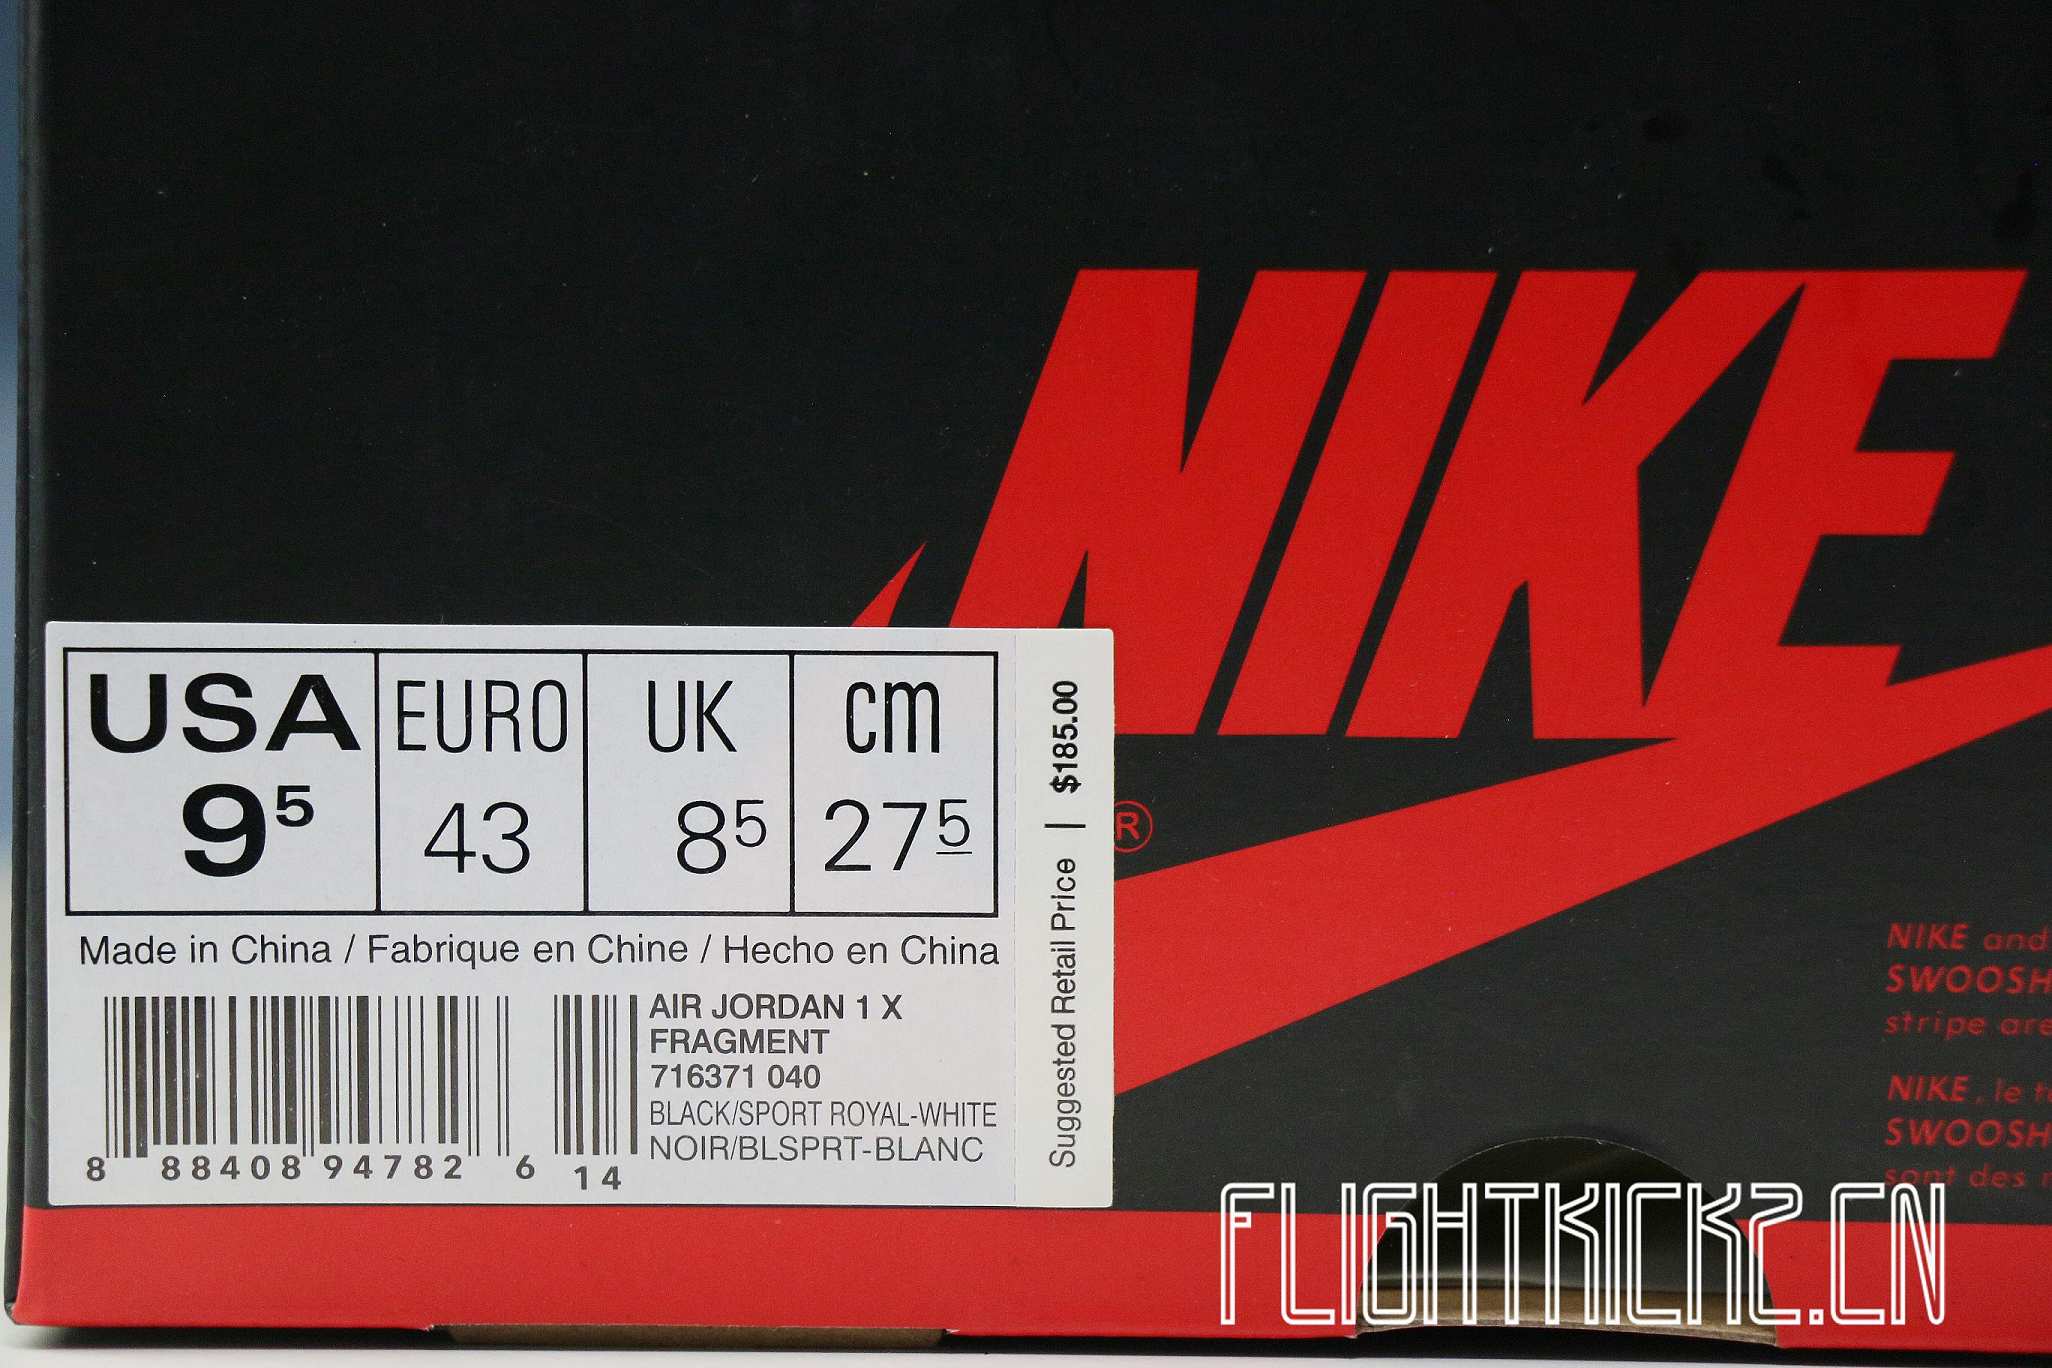 NIKE
®
USA EURO UK cm
9⁵ 43 8⁵ 27⁵
Made in China / Fabrique en Chine / Hecho en China
AIR JORDAN 1 X
FRAGMENT
716371 040
BLACK/SPORT ROYAL-WHITE
NOIR/BLSPRT-BLANC
8 88408 94782 6 14
Suggested Retail Price | $185.00
NIKE and
SWOOSH
stripe are
NIKE, le
SWOOSH
sont des
FLIGHTKICKZ.CN